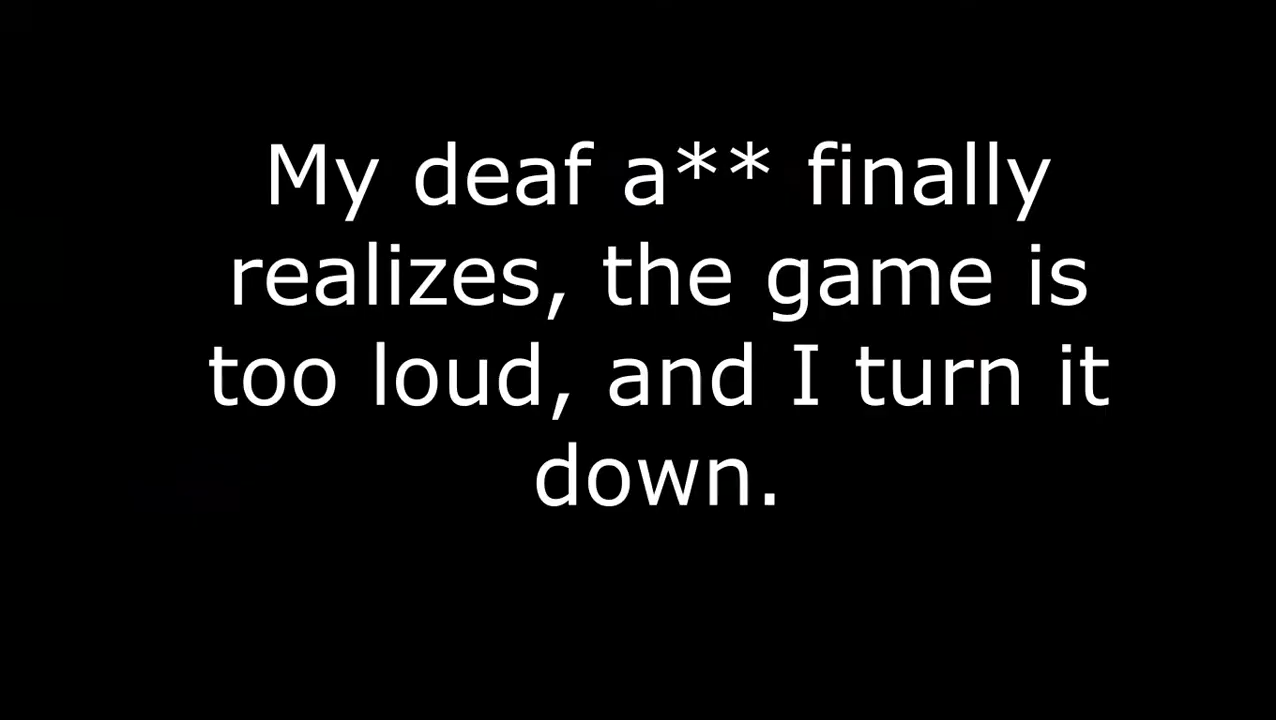 My deaf a** finally
realizes, the game is
too loud, and I turn it
down.